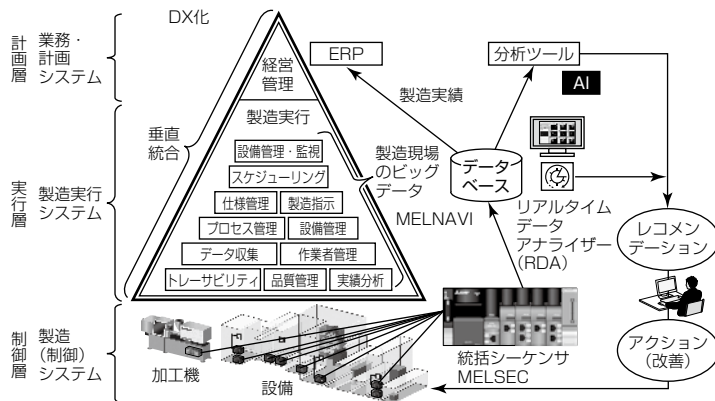 DX化
計画層
業務・
計画
システム
経営
管理
ERP
分析ツール
AI
製造実績
垂直
統合
実行層
製造実行
システム
製造実行
設備管理・監視
スケジューリング
仕様管理
製造指示
プロセス管理
設備管理
データ収集
作業者管理
トレーサビリティ
品質管理
実績分析
製造現場
のビッグ
データ
MELNAVI
データ
ベース
リアルタイム
データ
アナライザー
(RDA)
レコメン
デーション
制御層
製造
(制御)
システム
加工機
設備
統括シーケンサ
MELSEC
アクション
(改善)